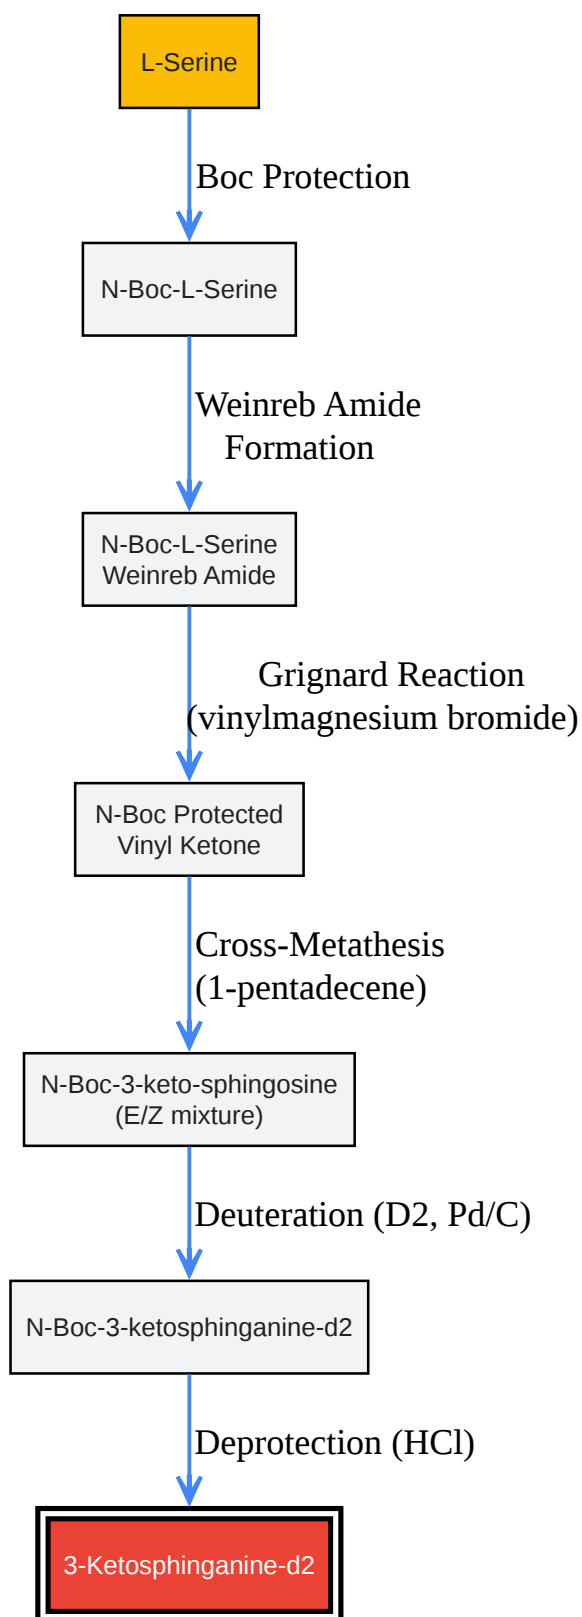 L-Serine
Boc Protection
N-Boc-L-Serine
Weinreb Amide
Formation
N-Boc-L-Serine
Weinreb Amide
Grignard Reaction
(vinylmagnesium bromide)
N-Boc Protected
Vinyl Ketone
Cross-Metathesis
(1-pentadecene)
N-Boc-3-keto-sphingosine
(E/Z mixture)
Deuteration (D2, Pd/C)
N-Boc-3-ketosphinganine-d2
Deprotection (HCl)
3-Ketosphinganine-d2